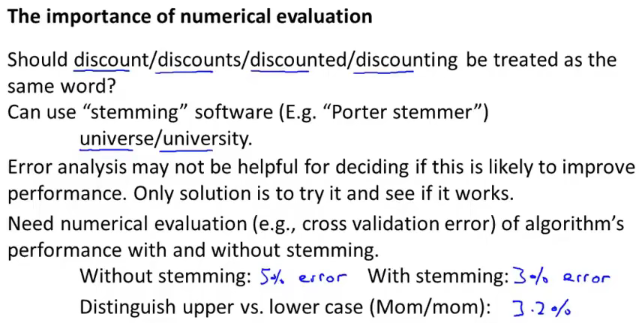 The importance of numerical evaluation
Should discount/discounts/discounted/discounting be treated as the
same word?
Can use “stemming” software (E.g. “Porter stemmer”)
universe/university.
Error analysis may not be helpful for deciding if this is likely to improve
performance. Only solution is to try it and see if it works.
Need numerical evaluation (e.g., cross validation error) of algorithm’s
performance with and without stemming.
Without stemming: 5% error With stemming: 3% error
Distinguish upper vs. lower case (Mom/mom): 3.2%